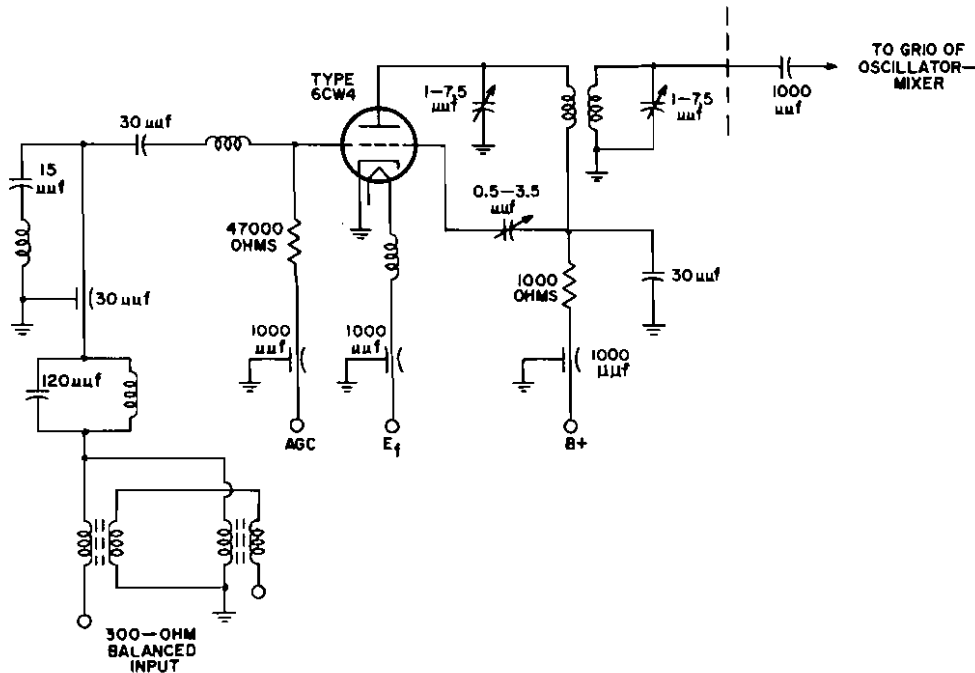 TYPE
6CW4
1–7.5
μμf
1–7.5
μμf
1000
μμf
TO GRID OF
OSCILLATOR–
MIXER
30 μμf
15
μμf
0.5–3.5
μμf
47000
OHMS
30 μμf
1000
OHMS
30 μμf
1000
μμf
1000
μμf
1000
μμf
120 μμf
AGC
Ef
B+
300–OHM
BALANCED
INPUT